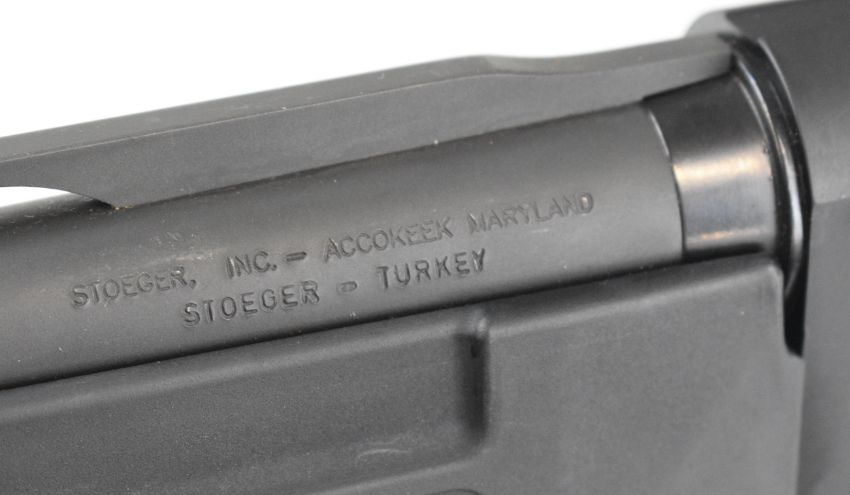 STOEGER, INC. - ACCOKEEK MARYLAND
STOEGER - TURKEY